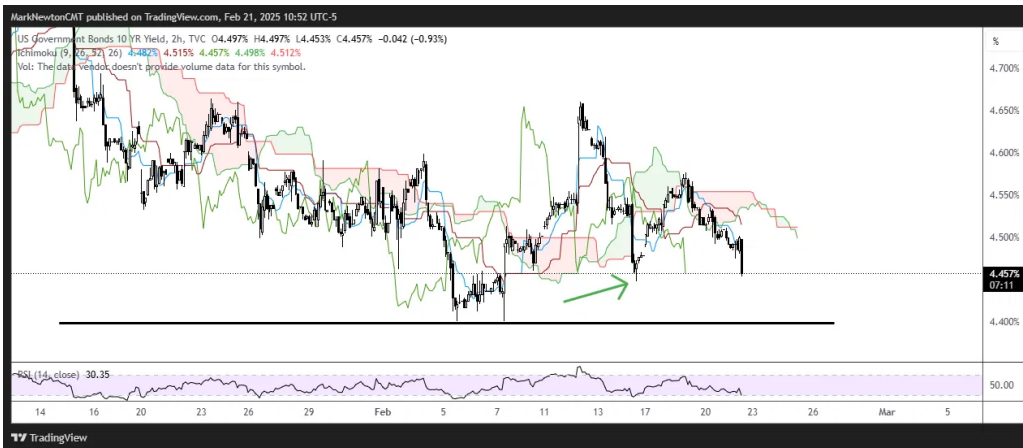 MarkNewtonCMT published on TradingView.com, Feb 21, 2025 10:52 UTC-5
US Government Bonds 10 YR Yield, 2h, TVC O4.497% H4.497% L4.453% C4.457% −0.042 (−0.93%)
Ichimoku (9, 26, 52, 26) 4.482% 4.515% 4.457% 4.498% 4.512%
Vol: The data vendor doesn't provide volume data for this symbol.
%
4.700%
4.650%
4.600%
4.550%
4.500%
4.457%
07:11
4.400%
RSI (14, close) 30.35
50.00
14 16 20 23 26 29 Feb 5 7 11 13 17 20 23 26 Mar 5
TradingView